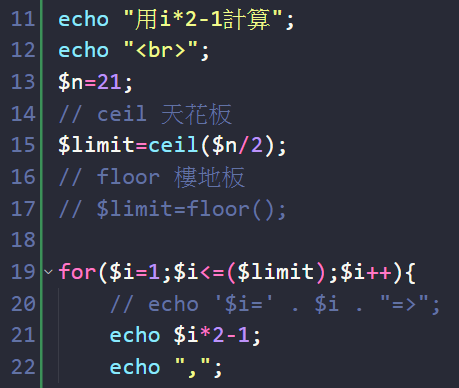 11 echo "用i*2-1計算";
12 echo "<br>";
13 $n=21;
14 // ceil 天花板
15 $limit=ceil($n/2);
16 // floor 樓地板
17 // $limit=floor();
18
19 for($i=1;$i<=($limit);$i++){
20     // echo '$i=' . $i . "=>";
21     echo $i*2-1;
22     echo ",";